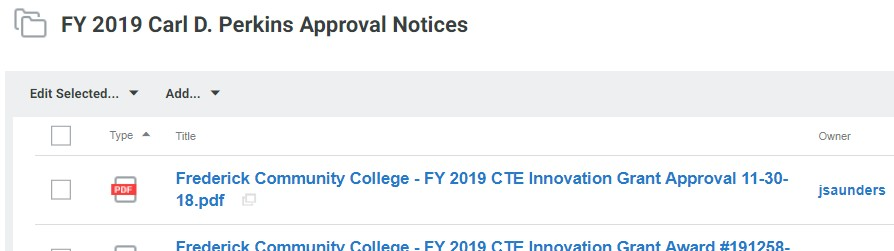 FY 2019 Carl D. Perkins Approval Notices
Edit Selected... Add...
Type Title Owner
PDF Frederick Community College - FY 2019 CTE Innovation Grant Approval 11-30- jsaunders
18.pdf
Frederick Community College - FY 2019 CTE Innovation Grant Award #191258-